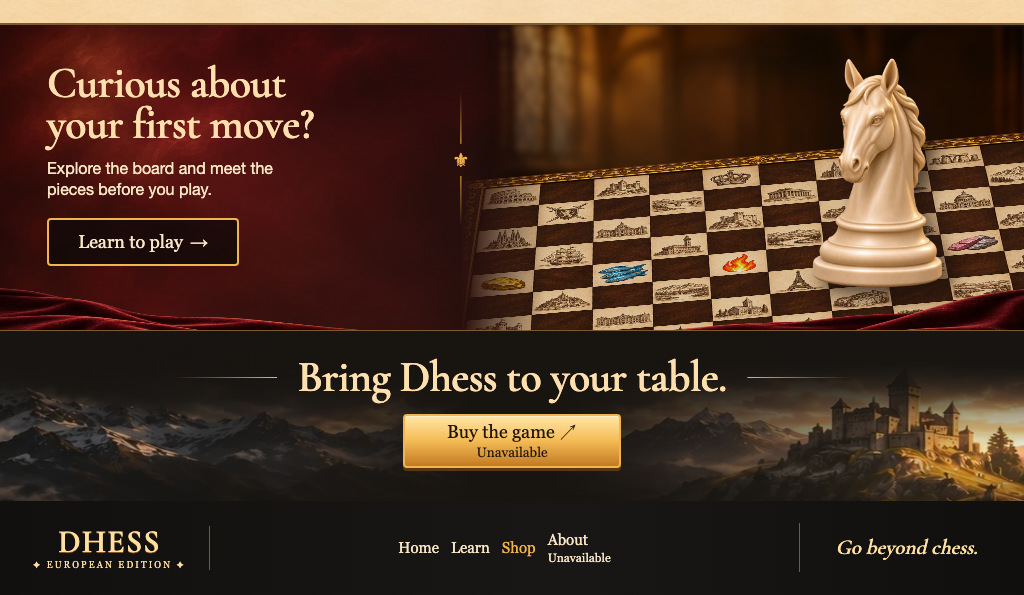 Curious about
your first move?
Explore the board and meet the
pieces before you play.
Learn to play →
Bring Dhess to your table.
Buy the game ↗
Unavailable
DHESS
✦ EUROPEAN EDITION ✦
Home Learn Shop About
Unavailable
Go beyond chess.